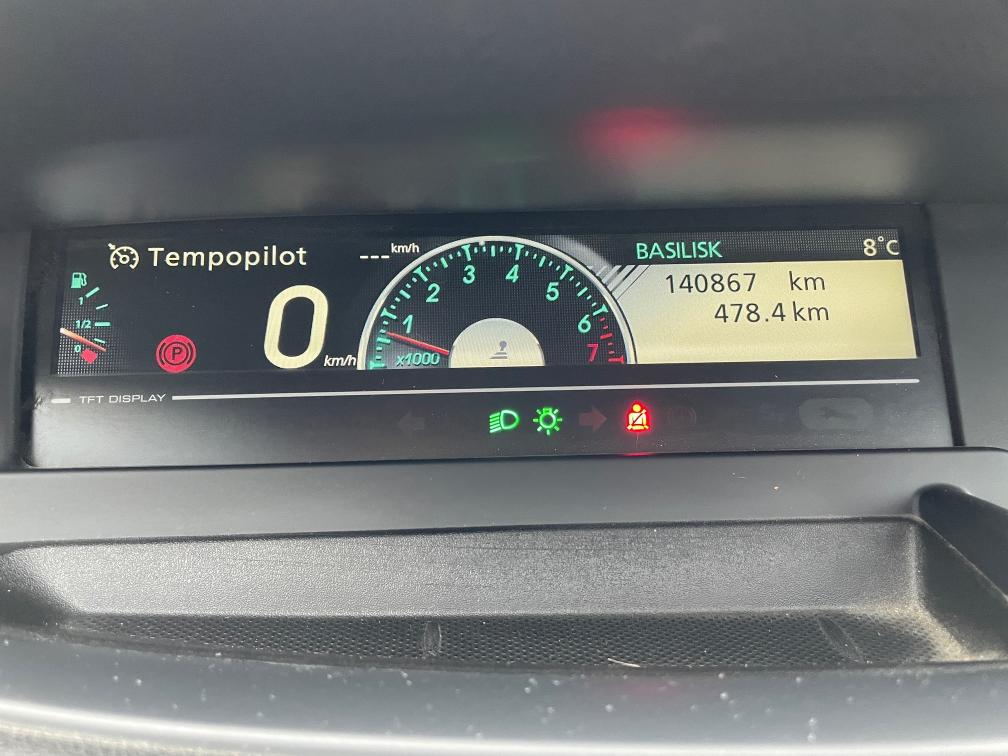 Tempopilot
--- km/h
BASILISK
8°C
140867 km
478.4 km
1
1/2
0
P
0 km/h
1
2
3
4
5
6
7
x1000
TFT DISPLAY